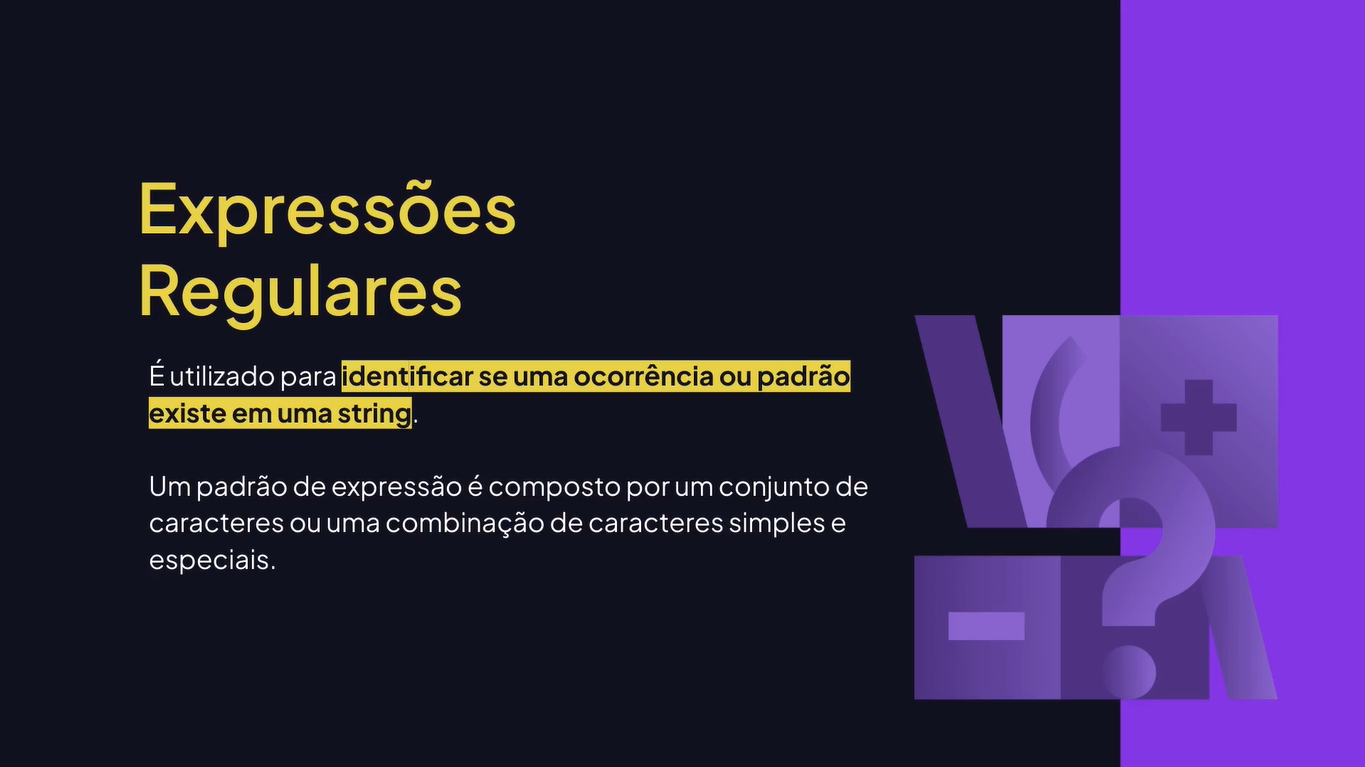 Expressões
Regulares
É utilizado para identificar se uma ocorrência ou padrão
existe em uma string.
Um padrão de expressão é composto por um conjunto de
caracteres ou uma combinação de caracteres simples e
especiais.